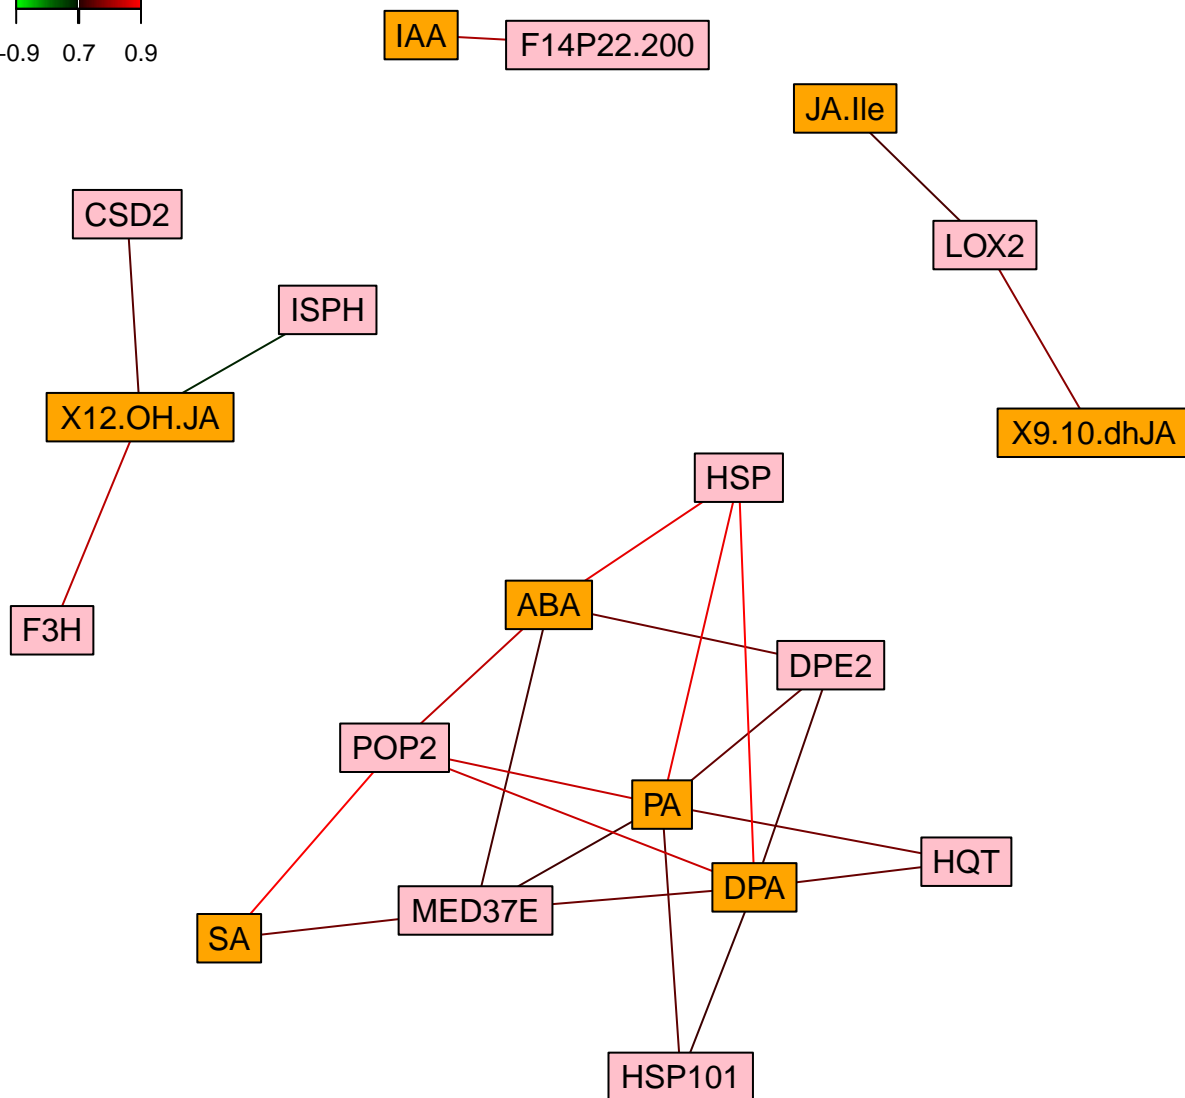 -0.9 0.7 0.9
IAA
F14P22.200
JA.Ile
CSD2
LOX2
ISPH
X12.OH.JA
X9.10.dhJA
HSP
ABA
F3H
DPE2
POP2
PA
HQT
DPA
MED37E
SA
HSP101